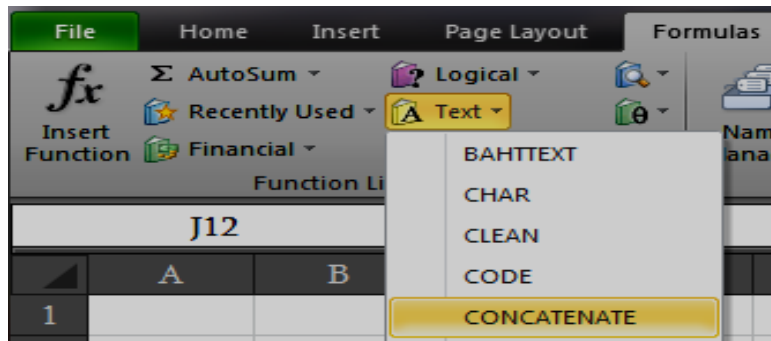 File Home Insert Page Layout Formulas
fx Σ AutoSum Logical
Recently Used Text
Insert Function Financial
Function Li
BAHTTEXT
CHAR
J12
CLEAN
A B CODE
1 CONCATENATE